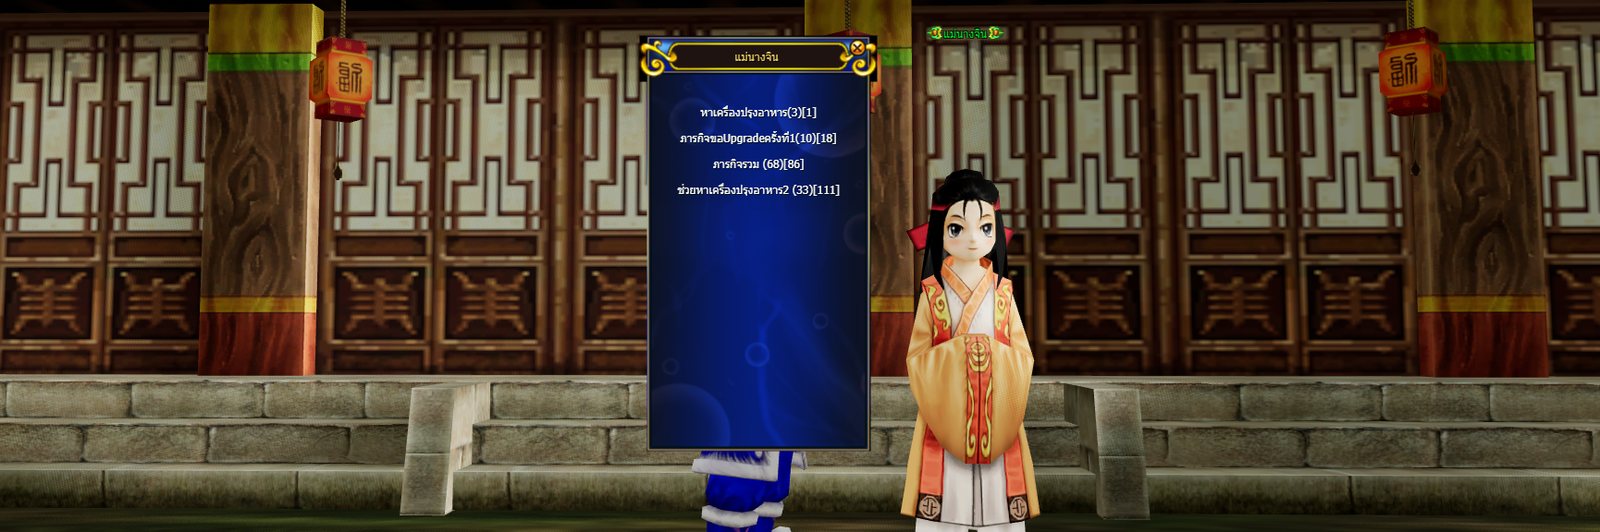 แม่นางจิน
แม่นางจิน
หาเครื่องปรุงอาหาร(3)[1]
ภารกิจขอUpgradeครั้งที่1(10)[18]
ภารกิจรวม (68)[86]
ช่วยหาเครื่องปรุงอาหาร2 (33)[111]